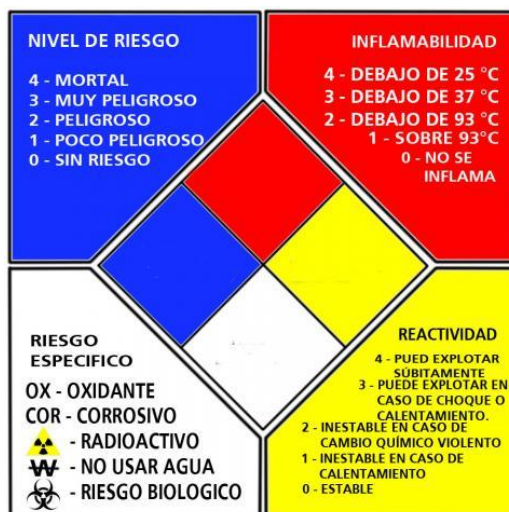 NIVEL DE RIESGO
4 - MORTAL
3 - MUY PELIGROSO
2 - PELIGROSO
1 - POCO PELIGROSO
0 - SIN RIESGO
INFLAMABILIDAD
4 - DEBAJO DE 25 °C
3 - DEBAJO DE 37 °C
2 - DEBAJO DE 93 °C
1 - SOBRE 93°C
0 - NO SE
INFLAMA
RIESGO
ESPECIFICO
OX - OXIDANTE
COR - CORROSIVO
- RADIOACTIVO
W - NO USAR AGUA
- RIESGO BIOLOGICO
REACTIVIDAD
4 - PUED EXPLOTAR
SÚBITAMENTE
3 - PUEDE EXPLOTAR EN
CASO DE CHOQUE O
CALENTAMIENTO.
2 - INESTABLE EN CASO DE
CAMBIO QUÍMICO VIOLENTO
1 - INESTABLE EN CASO DE
CALENTAMIENTO
0 - ESTABLE